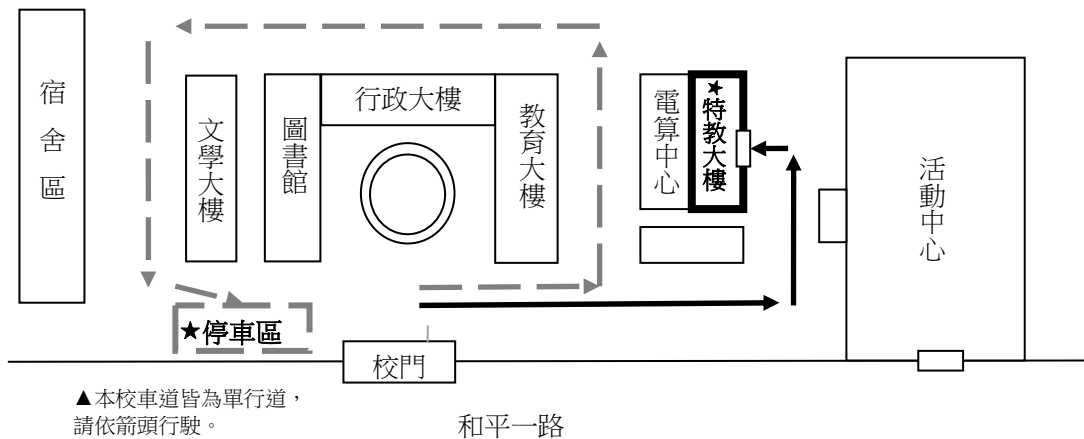 宿舍區
文學大樓
圖書館
行政大樓
教育大樓
電算中心
★特教大樓
活動中心
★停車區
校門
▲本校車道皆為單行道，
請依箭頭行駛。
和平一路